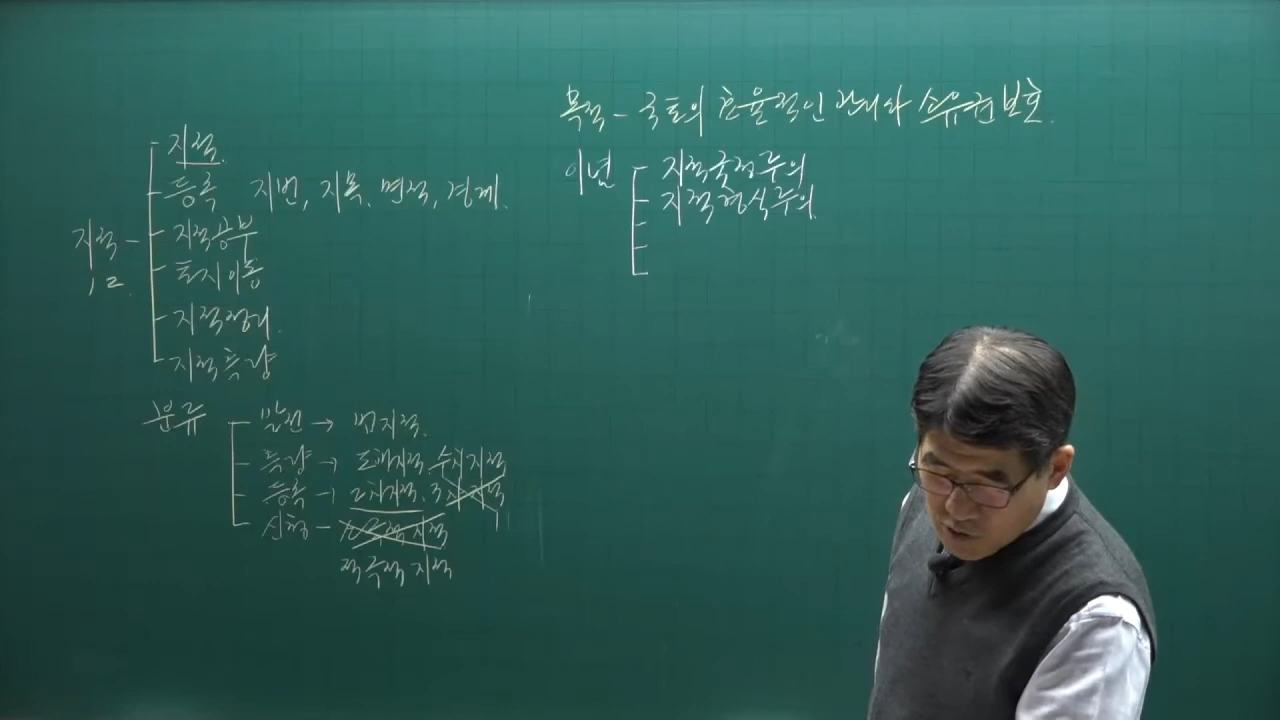 목적 - 국토의 효율적인 관리와 소유권 보호.
이념
지적국정주의
지적형식주의
지적 -
지적.
등록 지번, 지목, 면적, 경계.
지적공부
토지이동
지적정리.
지적측량
분류
발전 → 법지적.
측량 → 도해지적, 수치지적
등록 → 2차지적, 3차지적
신청 - 소극적지적
적극적지적